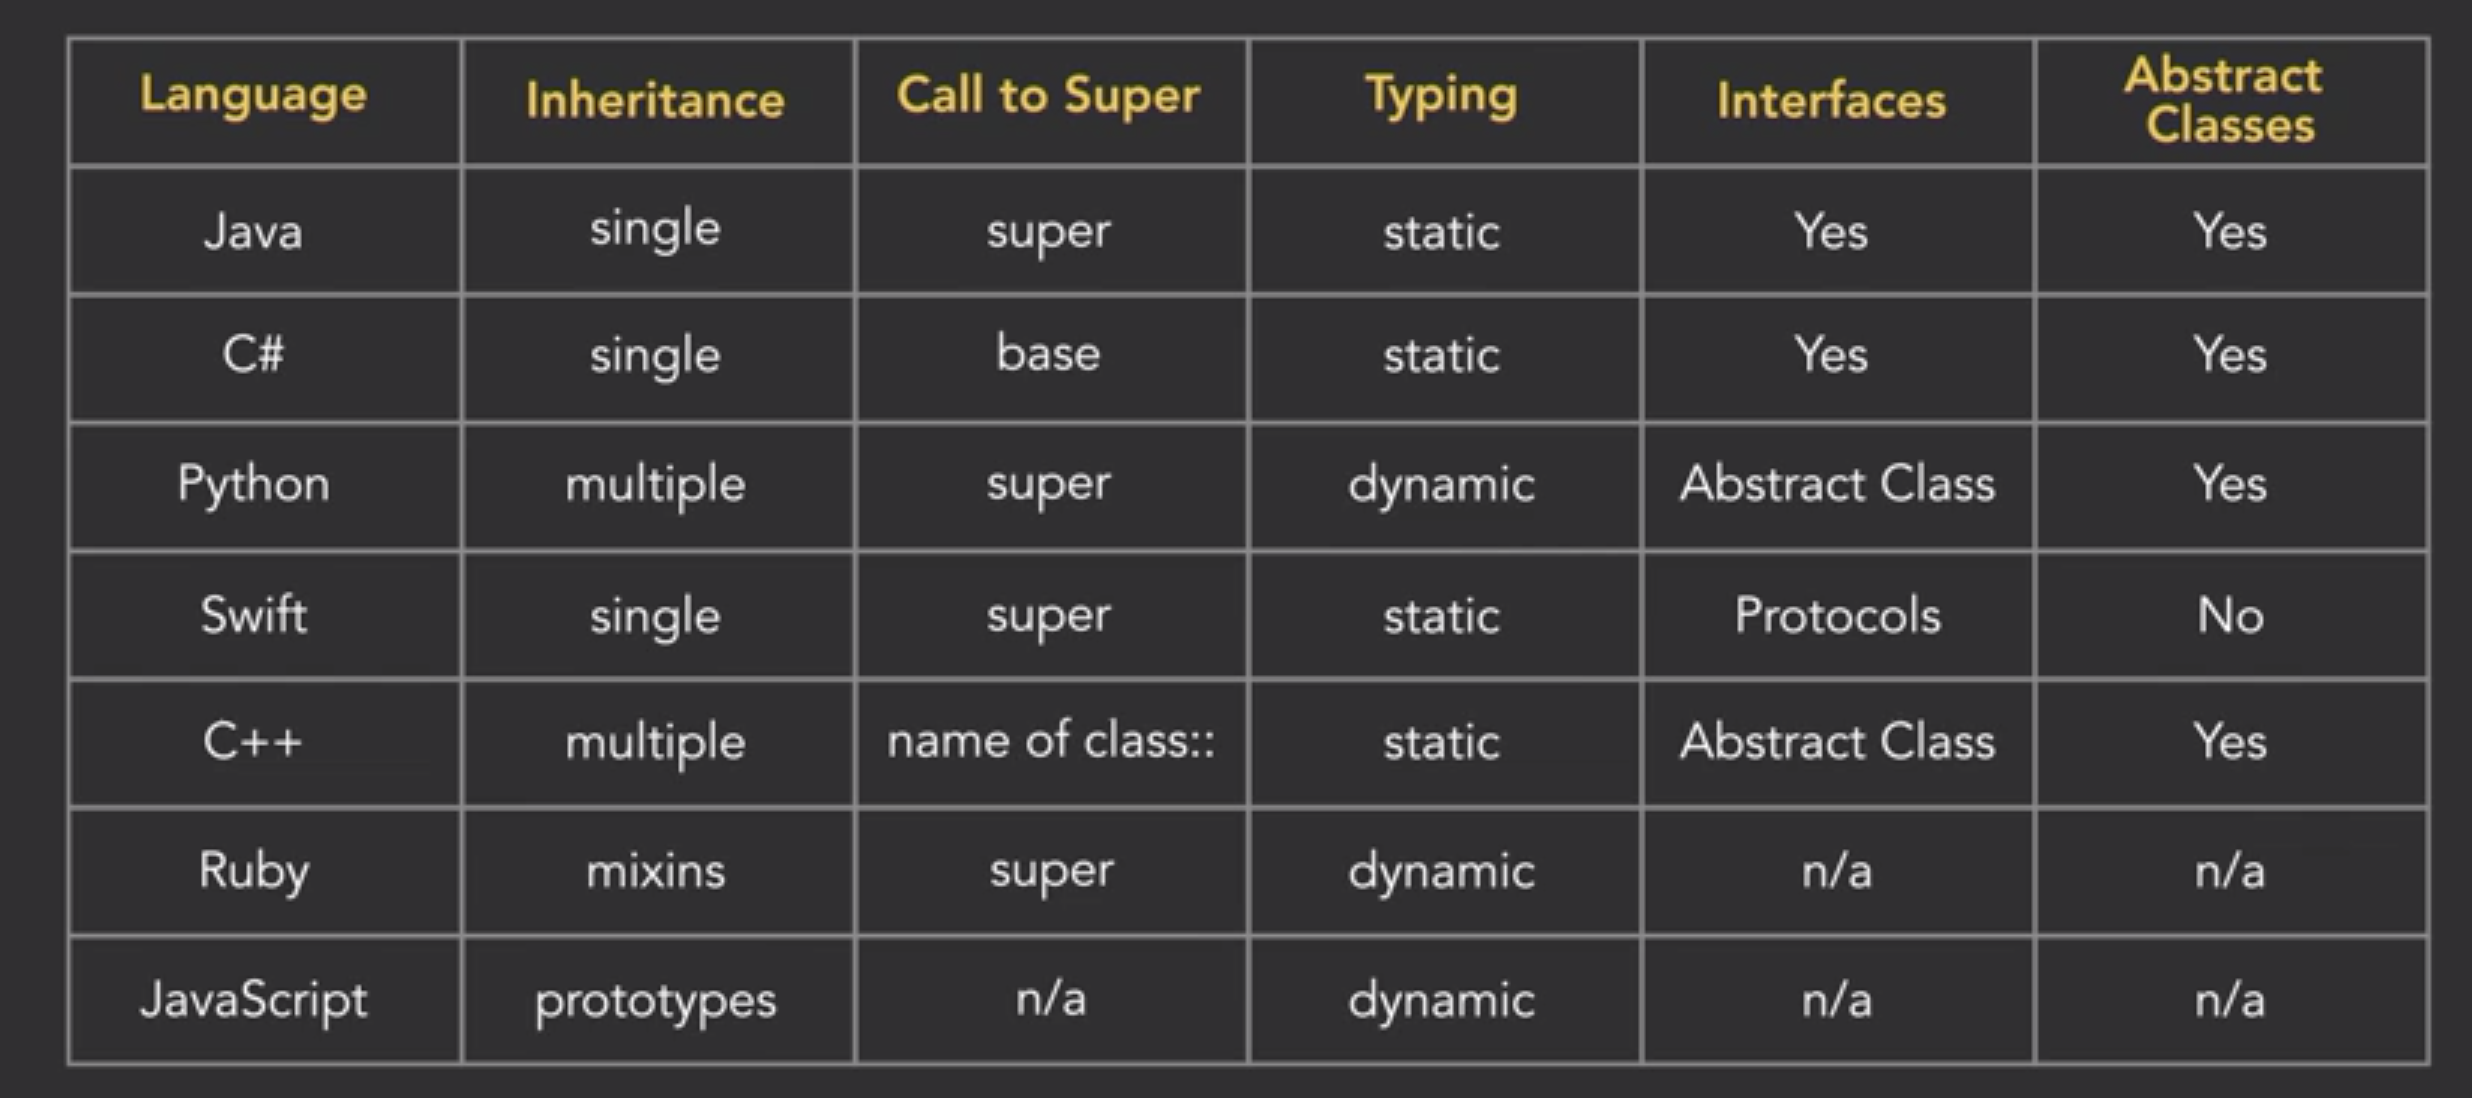 Language Inheritance Call to Super Typing Interfaces Abstract Classes
Java single super static Yes Yes
C# single base static Yes Yes
Python multiple super dynamic Abstract Class Yes
Swift single super static Protocols No
C++ multiple name of class:: static Abstract Class Yes
Ruby mixins super dynamic n/a n/a
JavaScript prototypes n/a dynamic n/a n/a